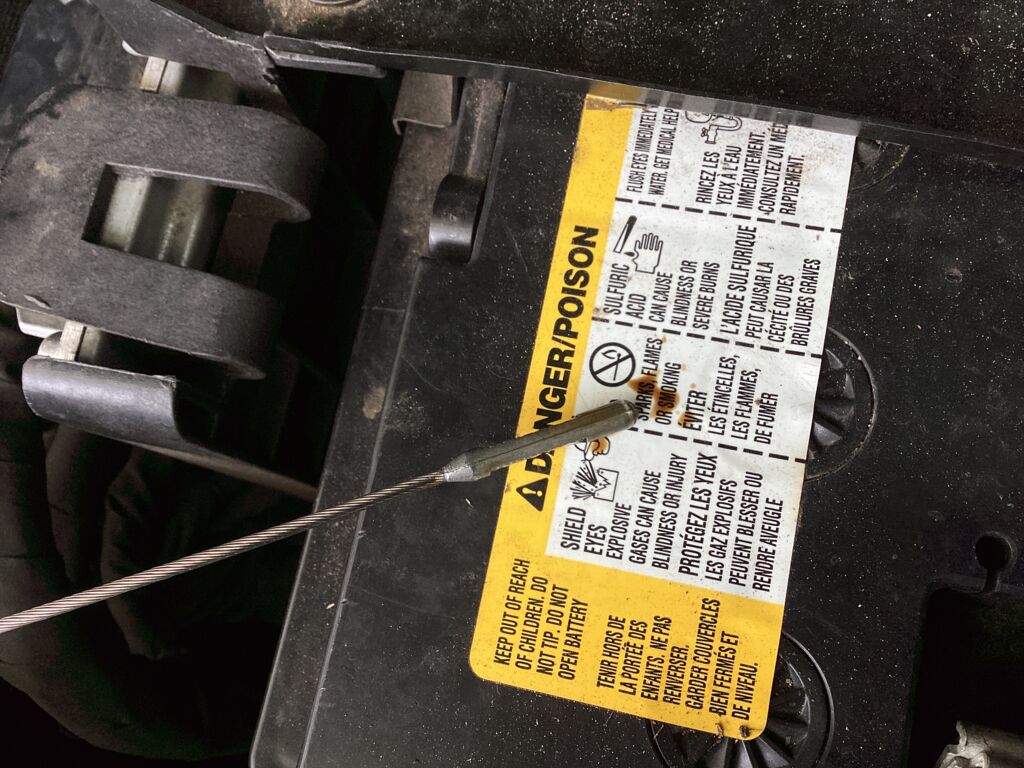 DANGER/POISON
KEEP OUT OF REACH
OF CHILDREN. DO
NOT TIP. DO NOT
OPEN BATTERY
TENIR HORS DE
LA PORTÉE DES
ENFANTS. NE PAS
RENVERSER.
GARDER COUVERCLES
BIEN FERMES ET
DE NIVEAU.
SHIELD
EYES
EXPLOSIVE
GASES CAN CAUSE
BLINDNESS OR INJURY
PROTÉGEZ LES YEUX
LES GAZ EXPLOSIFS
PEUVENT BLESSER OU
RENDRE AVEUGLE
SPARKS, FLAMES
OR SMOKING
ÉVITER
LES ÉTINCELLES,
LES FLAMMES,
DE FUMER
SULFURIC
ACID
CAN CAUSE
BLINDNESS OR
SEVERE BURNS
L'ACIDE SULFURIQUE
PEUT CAUSAR LA
CÉCITÉ OU DES
BRÛLURES GRAVES
FLUSH EYES IMMEDIATELY
WATER. GET MEDICAL HELP
RINCEZ LES
YEUX À L'EAU
IMMÉDIATEMENT.
CONSULTEZ UN
RAPIDEMENT.